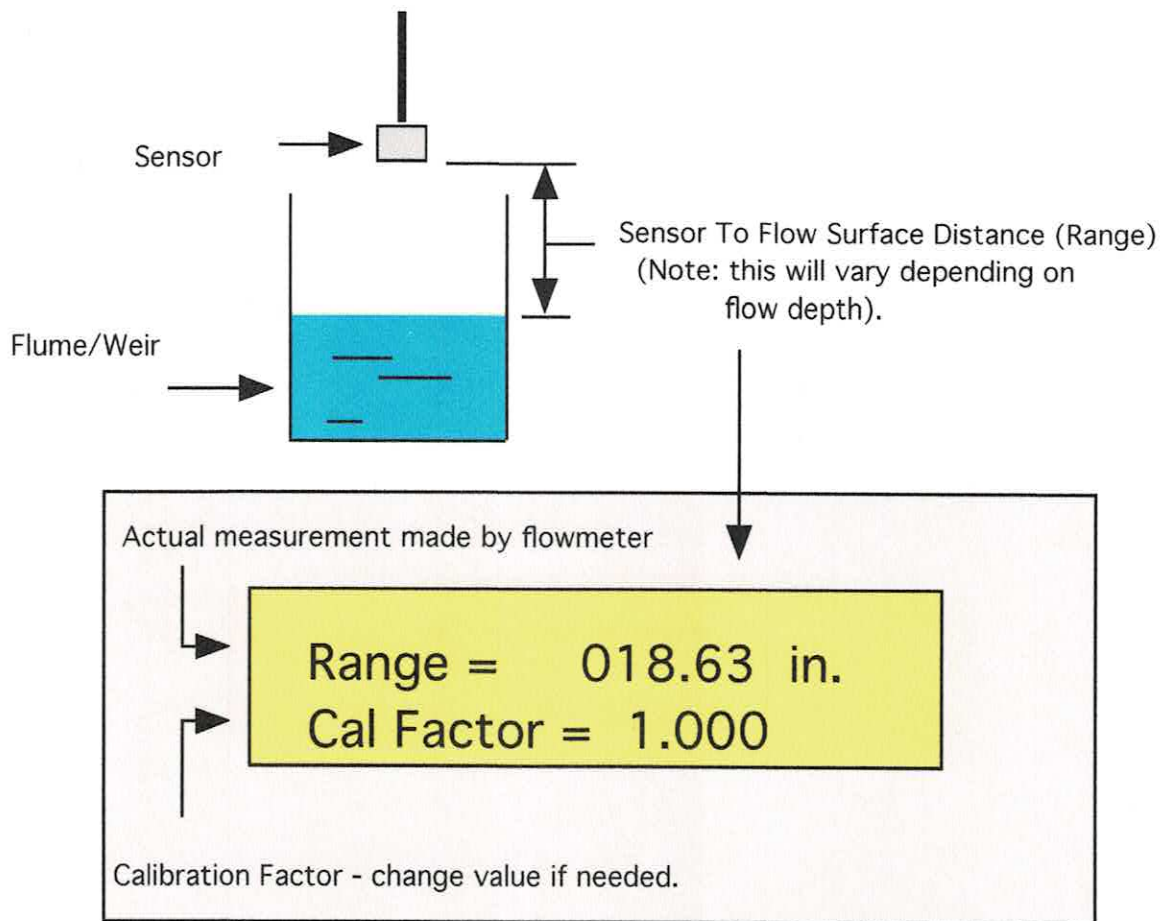 Sensor
Sensor To Flow Surface Distance (Range)
(Note: this will vary depending on
flow depth).
Flume/Weir
Actual measurement made by flowmeter
Range = 018.63 in.
Cal Factor = 1.000
Calibration Factor - change value if needed.